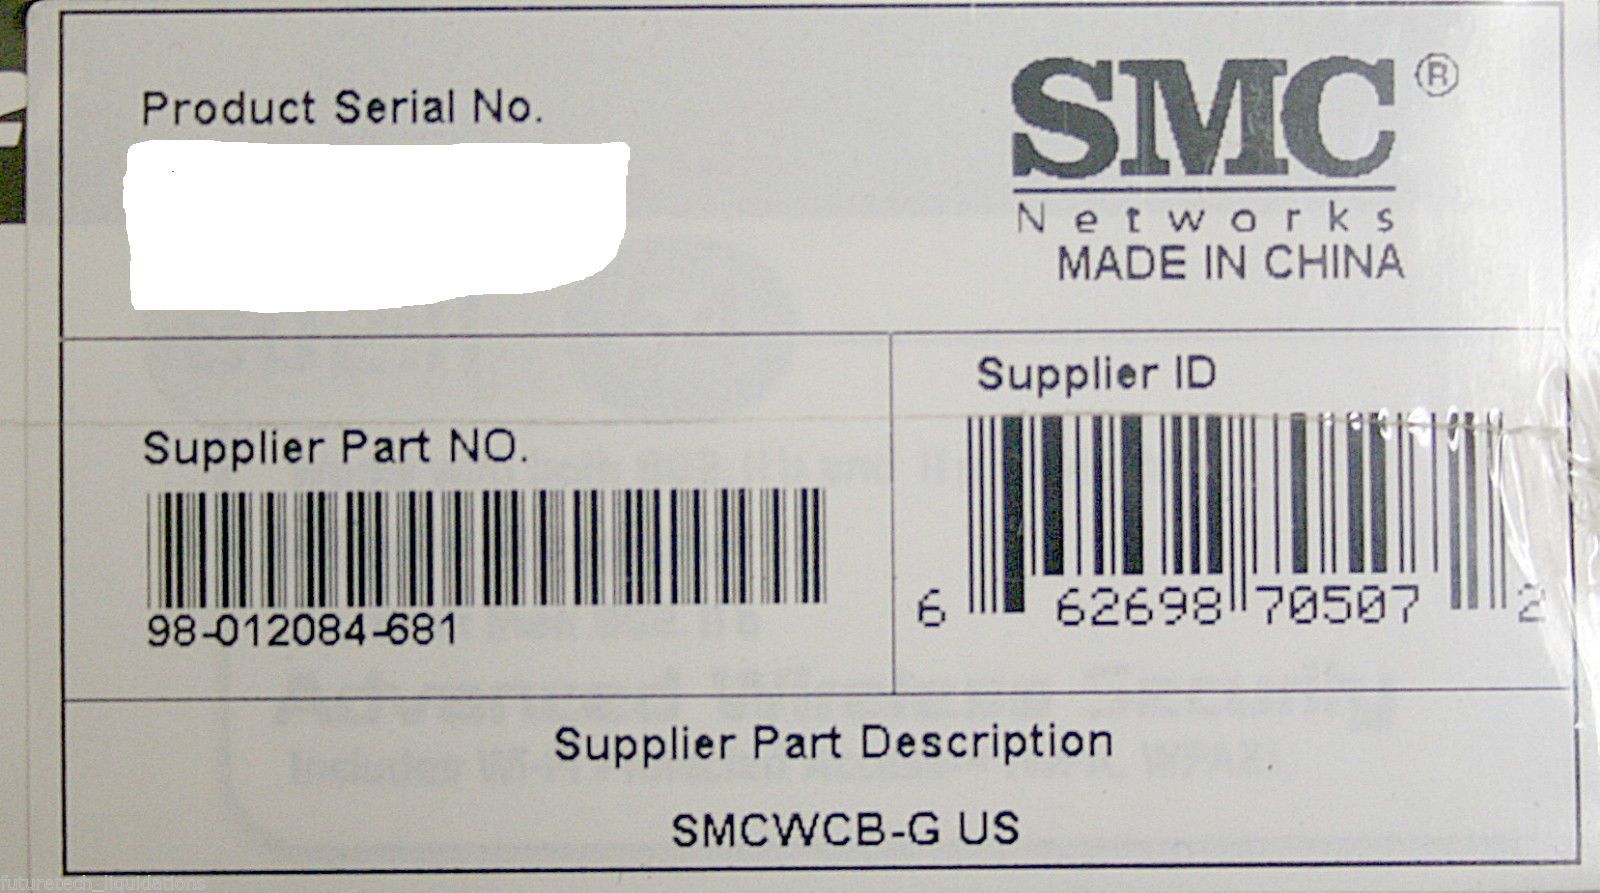 Product Serial No.
SMC®
Networks
MADE IN CHINA
Supplier ID
6 62698 70507 2
Supplier Part NO.
98-012084-681
Supplier Part Description
SMCWCB-G US
futuretech_liquidations